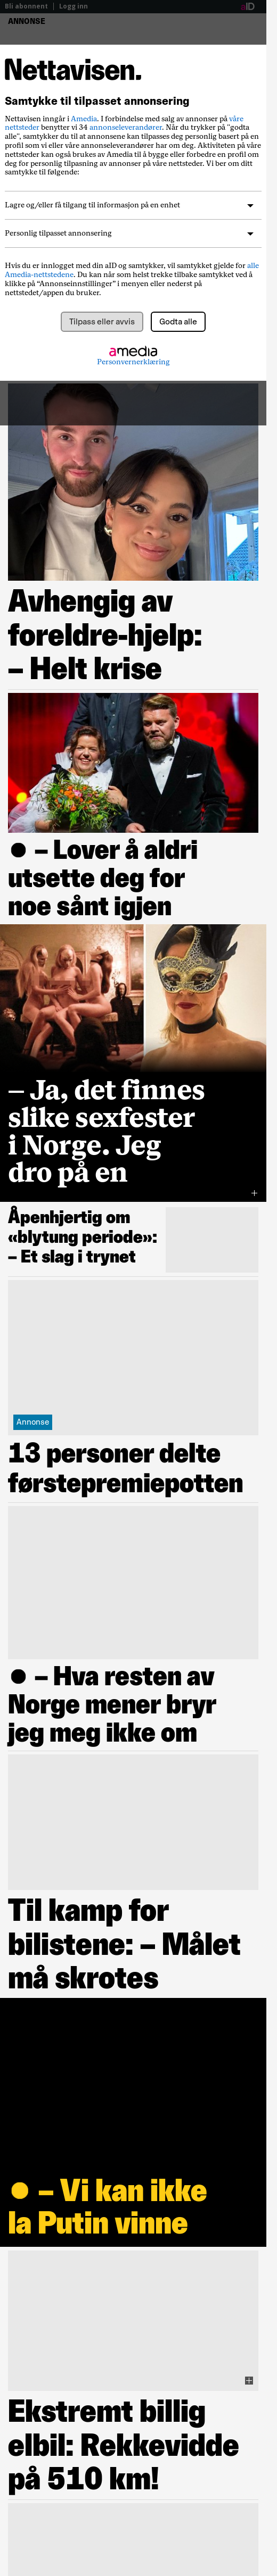 Bli abonnent | Logg inn
aID
ANNONSE
Nettavisen.
Samtykke til tilpasset annonsering
Nettavisen inngår i Amedia. I forbindelse med salg av annonser på våre
nettsteder benytter vi 34 annonseleverandører. Når du trykker på "godta
alle", samtykker du til at annonsene kan tilpasses deg personlig basert på en
profil som vi eller våre annonseleverandører har om deg. Aktiviteten på våre
nettsteder kan også brukes av Amedia til å bygge eller forbedre en profil om
deg for personlig tilpasning av annonser på våre nettsteder. Vi ber om ditt
samtykke til følgende:
Lagre og/eller få tilgang til informasjon på en enhet
Personlig tilpasset annonsering
Hvis du er innlogget med din aID og samtykker, vil samtykket gjelde for alle
Amedia-nettstedene. Du kan når som helst trekke tilbake samtykket ved å
klikke på “Annonseinnstillinger” i menyen eller nederst på
nettstedet/appen du bruker.
Tilpass eller avvis
Godta alle
amedia
Personvernerklæring
Avhengig av
foreldre-hjelp:
– Helt krise
● – Lover å aldri
utsette deg for
noe sånt igjen
– Ja, det finnes
slike sexfester
i Norge. Jeg
dro på en
Åpenhjertig om
«blytung periode»:
– Et slag i trynet
Annonse
13 personer delte
førstepremiepotten
● – Hva resten av
Norge mener bryr
jeg meg ikke om
Til kamp for
bilistene: – Målet
må skrotes
● – Vi kan ikke
la Putin vinne
Ekstremt billig
elbil: Rekkevidde
på 510 km!